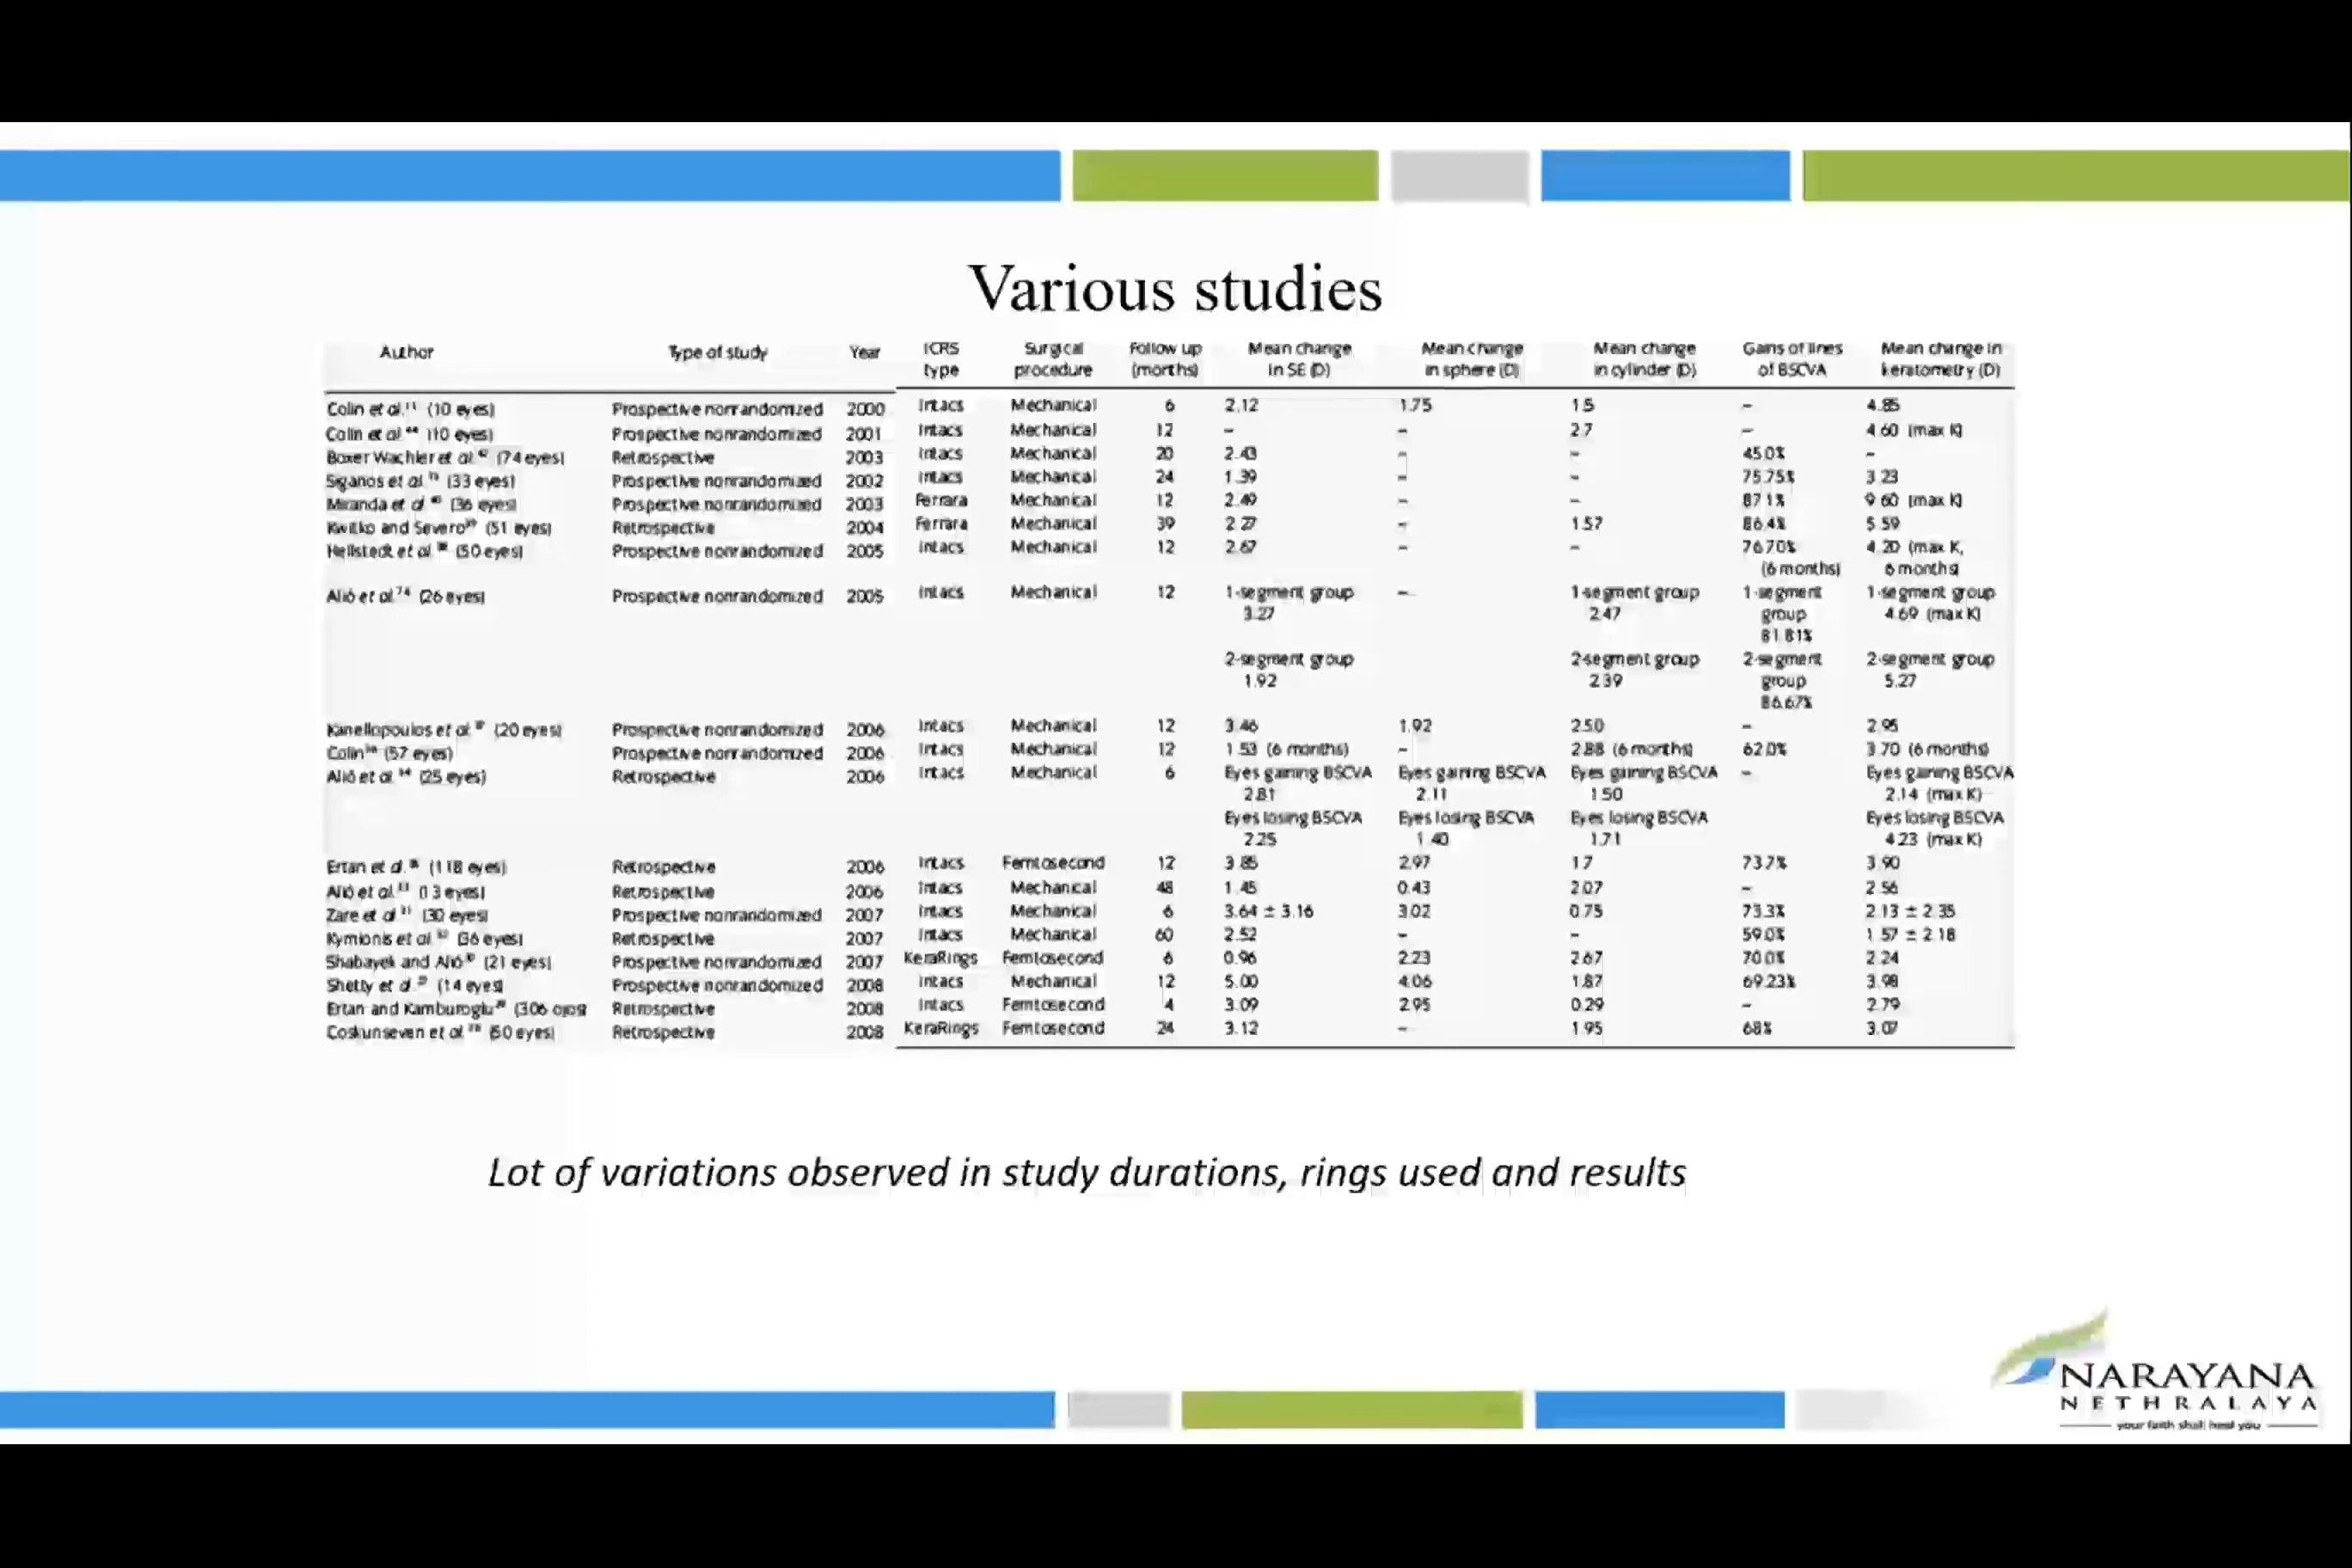 Various studies
Author Type of study Year ICRS type Surgical procedure Follow up (months) Mean change in SE (D) Mean change in sphere (D) Mean change in cylinder (D) Gains of lines of BSCVA Mean change in keratometry (D)
Colin et al. (10 eyes) Prospective nonrandomized 2000 Intacs Mechanical 6 2.12 1.75 1.5 – 4.85
Colin et al. (10 eyes) Prospective nonrandomized 2001 Intacs Mechanical 12 – – 2.7 – 4.60 (max K)
Boxer Wachler et al. (74 eyes) Retrospective 2003 Intacs Mechanical 20 2.43 – – 45.0% –
Siganos et al. (33 eyes) Prospective nonrandomized 2002 Intacs Mechanical 24 1.39 – – 75.75% 3.23
Miranda et al. (36 eyes) Prospective nonrandomized 2003 Ferrara Mechanical 12 2.49 – – 87.1% 9.60 (max K)
Kwitko and Severo (51 eyes) Retrospective 2004 Ferrara Mechanical 39 2.27 – 1.57 86.4% 5.59
Hellstedt et al. (50 eyes) Prospective nonrandomized 2005 Intacs Mechanical 12 2.67 – – 76.70% 4.20 (max K,
(6 months) 6 months)
Alió et al. (26 eyes) Prospective nonrandomized 2005 Intacs Mechanical 12 1-segment group – 1-segment group 1-segment 1-segment group
3.27 2.47 group 4.69 (max K)
81.81%
2-segment group 2-segment group 2-segment 2-segment group
1.92 2.39 group 5.27
86.67%
Kanellopoulos et al. (20 eyes) Prospective nonrandomized 2006 Intacs Mechanical 12 3.46 1.92 2.50 – 2.95
Colin (57 eyes) Prospective nonrandomized 2006 Intacs Mechanical 12 1.53 (6 months) – 2.88 (6 months) 62.0% 3.70 (6 months)
Alió et al. (25 eyes) Retrospective 2006 Intacs Mechanical 6 Eyes gaining BSCVA Eyes gaining BSCVA Eyes gaining BSCVA – Eyes gaining BSCVA
2.81 2.11 1.50 2.14 (max K)
Eyes losing BSCVA Eyes losing BSCVA Eyes losing BSCVA Eyes losing BSCVA
2.25 1.40 1.71 4.23 (max K)
Ertan et al. (118 eyes) Retrospective 2006 Intacs Femtosecond 12 3.85 2.97 1.7 73.7% 3.90
Alió et al. (13 eyes) Retrospective 2006 Intacs Mechanical 48 1.45 0.43 2.07 – 2.56
Zare et al. (30 eyes) Prospective nonrandomized 2007 Intacs Mechanical 6 3.64 ± 3.16 3.02 0.75 73.3% 2.13 ± 2.35
Kymionis et al. (36 eyes) Retrospective 2007 Intacs Mechanical 60 2.52 – – 59.0% 1.57 ± 2.18
Shabayek and Alió (21 eyes) Prospective nonrandomized 2007 KeraRings Femtosecond 6 0.96 2.23 2.67 70.0% 2.24
Shetty et al. (14 eyes) Prospective nonrandomized 2008 Intacs Mechanical 12 5.00 4.06 1.87 69.23% 3.98
Ertan and Kamburoglu (306 eyes) Retrospective 2008 Intacs Femtosecond 4 3.09 2.95 0.29 – 2.79
Coskunseven et al. (50 eyes) Retrospective 2008 KeraRings Femtosecond 24 3.12 – 1.95 68% 3.07
Lot of variations observed in study durations, rings used and results
NARAYANA
NETHRALAYA
your faith shall heal you